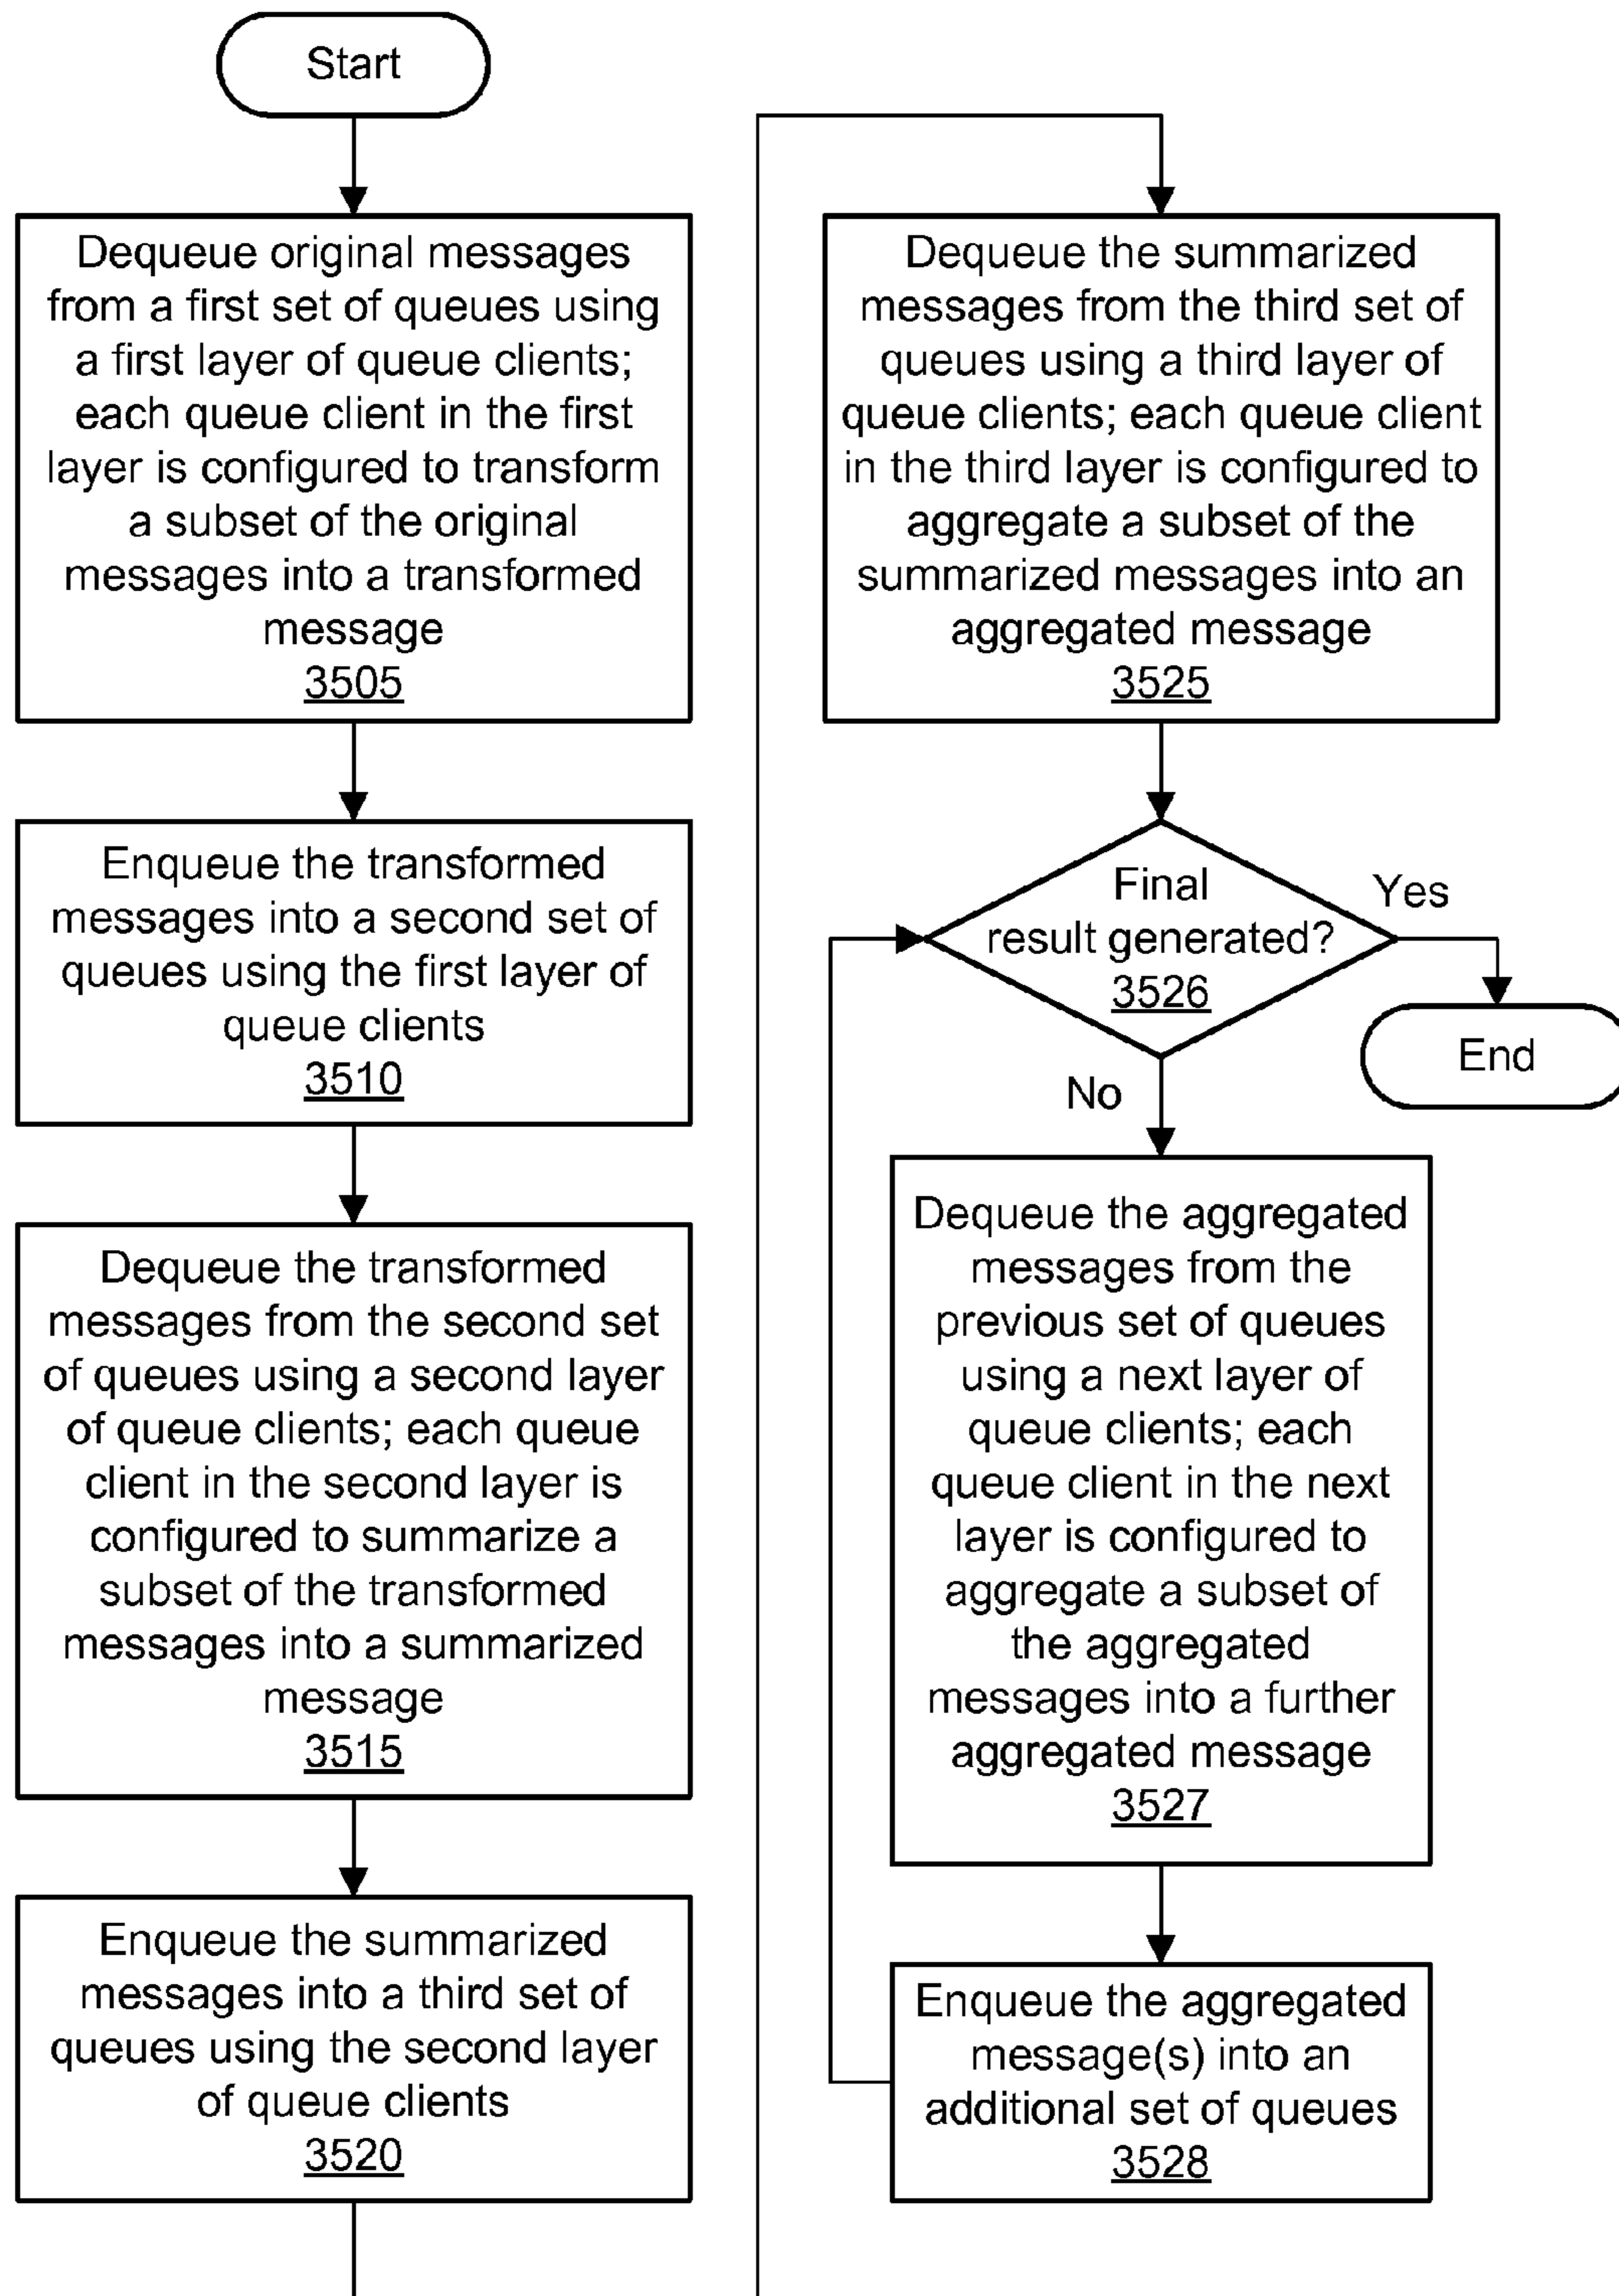 Start
Dequeue original messages
from a first set of queues using
a first layer of queue clients;
each queue client in the first
layer is configured to transform
a subset of the original
messages into a transformed
message
3505
Enqueue the transformed
messages into a second set of
queues using the first layer of
queue clients
3510
Dequeue the transformed
messages from the second set
of queues using a second layer
of queue clients; each queue
client in the second layer is
configured to summarize a
subset of the transformed
messages into a summarized
message
3515
Enqueue the summarized
messages into a third set of
queues using the second layer
of queue clients
3520
Dequeue the summarized
messages from the third set of
queues using a third layer of
queue clients; each queue client
in the third layer is configured to
aggregate a subset of the
summarized messages into an
aggregated message
3525
Final
result generated?
3526
Yes
End
No
Dequeue the aggregated
messages from the
previous set of queues
using a next layer of
queue clients; each
queue client in the next
layer is configured to
aggregate a subset of
the aggregated
messages into a further
aggregated message
3527
Enqueue the aggregated
message(s) into an
additional set of queues
3528